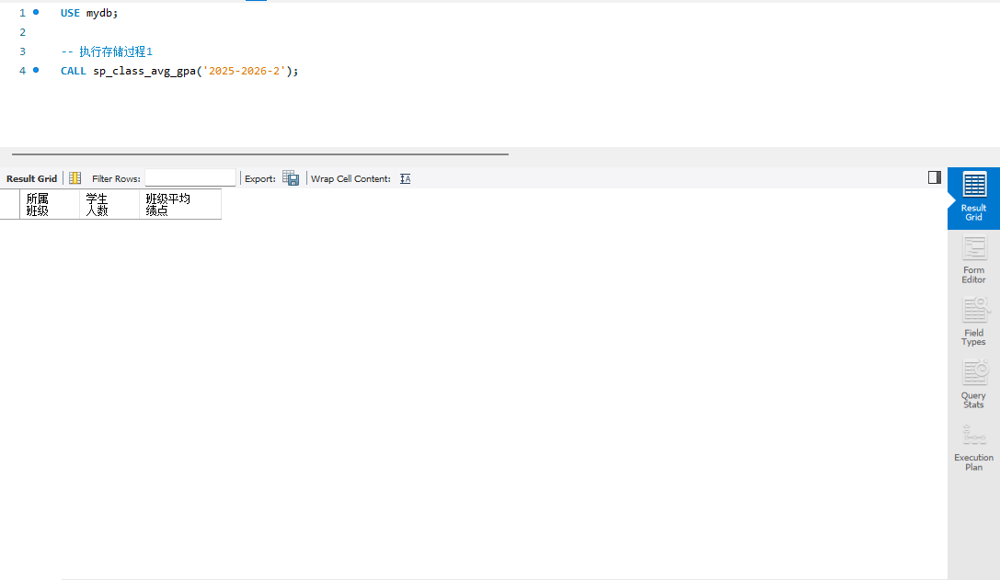 1 USE mydb;
2
3 -- 执行存储过程1
4 CALL sp_class_avg_gpa('2025-2026-2');
Result Grid Filter Rows: Export: Wrap Cell Content:
所属班级 学生人数 班级平均绩点
Result Grid
Form Editor
Field Types
Query Stats
Execution Plan